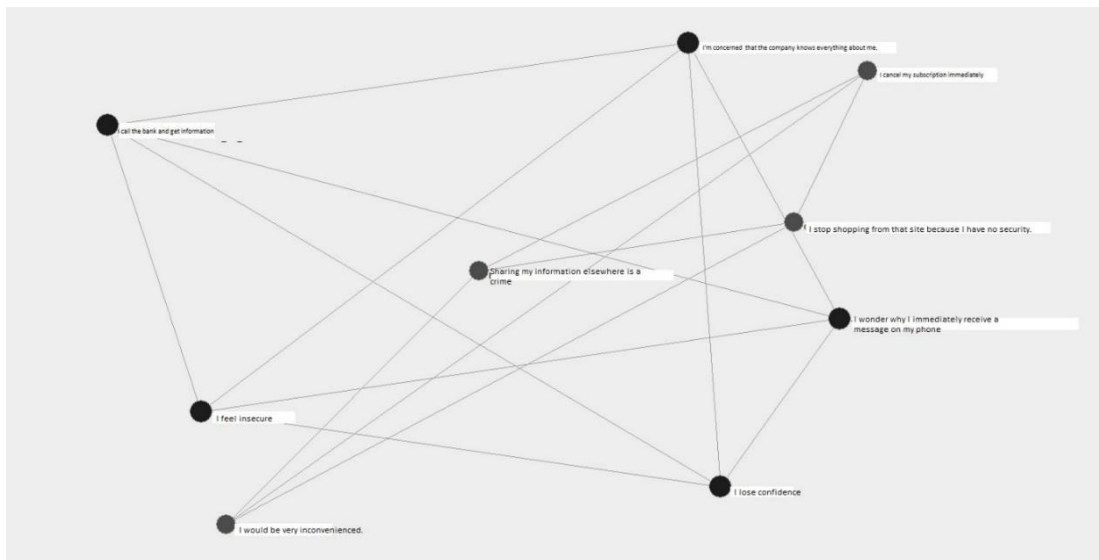 I'm concerned that the company knows everything about me.
I cancel my subscription immediately
I call the bank and get information
I stop shopping from that site because I have no security.
Sharing my information elsewhere is a
crime
I wonder why I immediately receive a
message on my phone
I feel insecure
I lose confidence
I would be very inconvenienced.